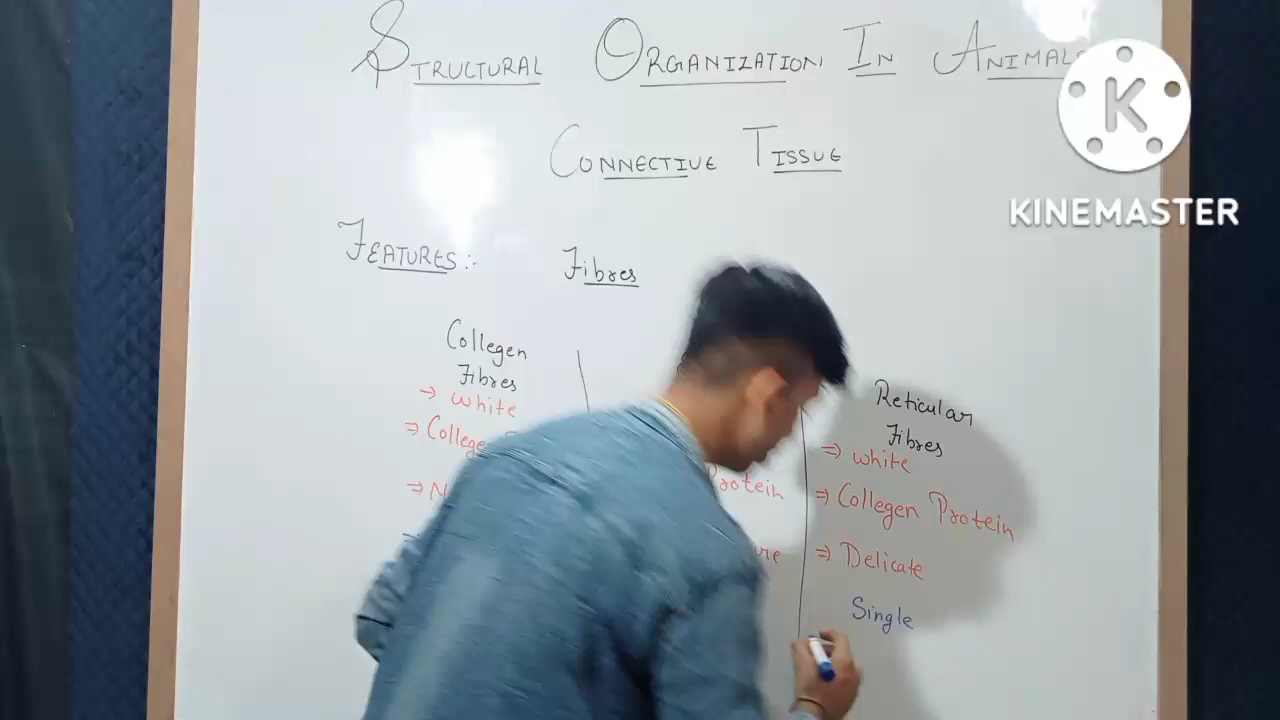 STRUCTURAL ORGANIZATION IN ANIMALS
CONNECTIVE TISSUE
K
KINEMASTER
FEATURES:-
Fibres
Collegen
Fibres
→ white
⇒ College
Protein
Reticular
Fibres
⇒ white
⇒ Collegen Protein
⇒ Delicate
Single